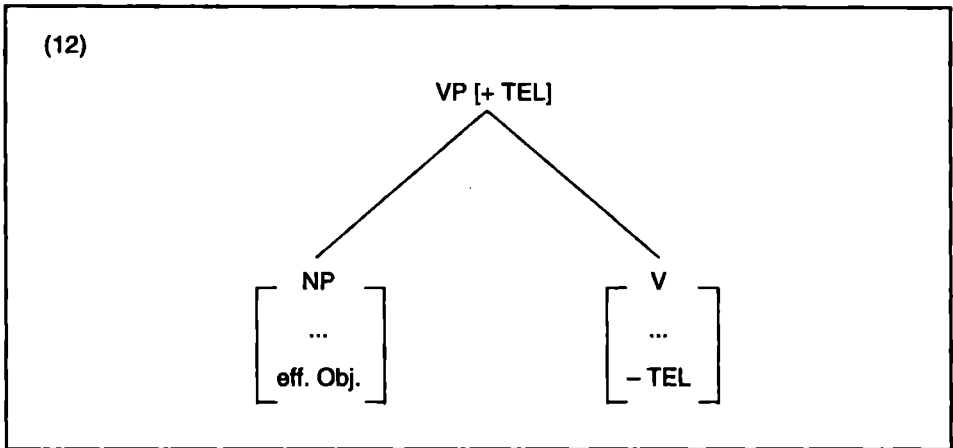 (12)
VP [+ TEL]
NP V
... ...
eff. Obj. – TEL